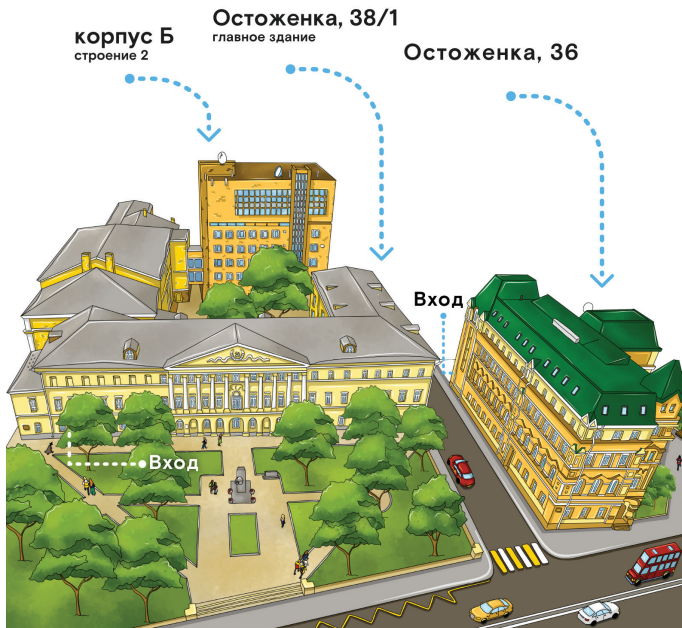 корпус Б
строение 2
Остоженка, 38/1
главное здание
Остоженка, 36
Вход
Вход